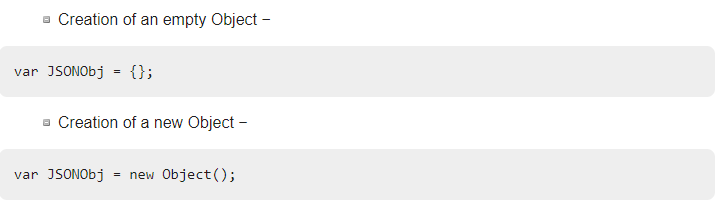 Creation of an empty Object −
var JSONObj = {};
Creation of a new Object −
var JSONObj = new Object();